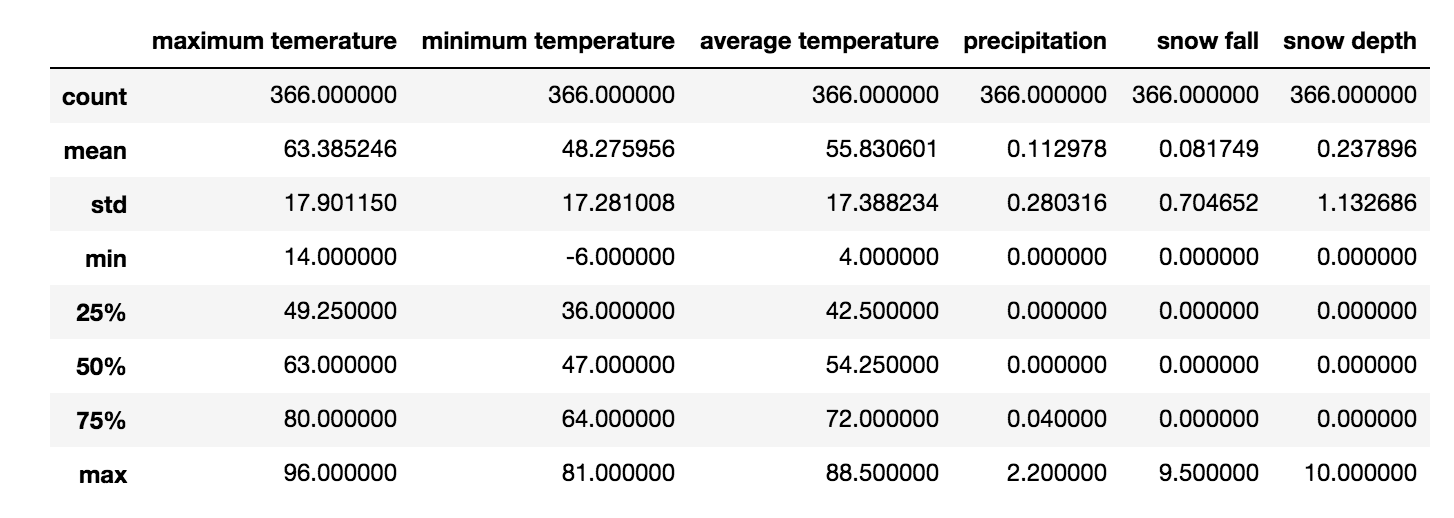 maximum temerature minimum temperature average temperature precipitation snow fall snow depth
count 366.000000 366.000000 366.000000 366.000000 366.000000 366.000000
mean 63.385246 48.275956 55.830601 0.112978 0.081749 0.237896
std 17.901150 17.281008 17.388234 0.280316 0.704652 1.132686
min 14.000000 -6.000000 4.000000 0.000000 0.000000 0.000000
25% 49.250000 36.000000 42.500000 0.000000 0.000000 0.000000
50% 63.000000 47.000000 54.250000 0.000000 0.000000 0.000000
75% 80.000000 64.000000 72.000000 0.040000 0.000000 0.000000
max 96.000000 81.000000 88.500000 2.200000 9.500000 10.000000